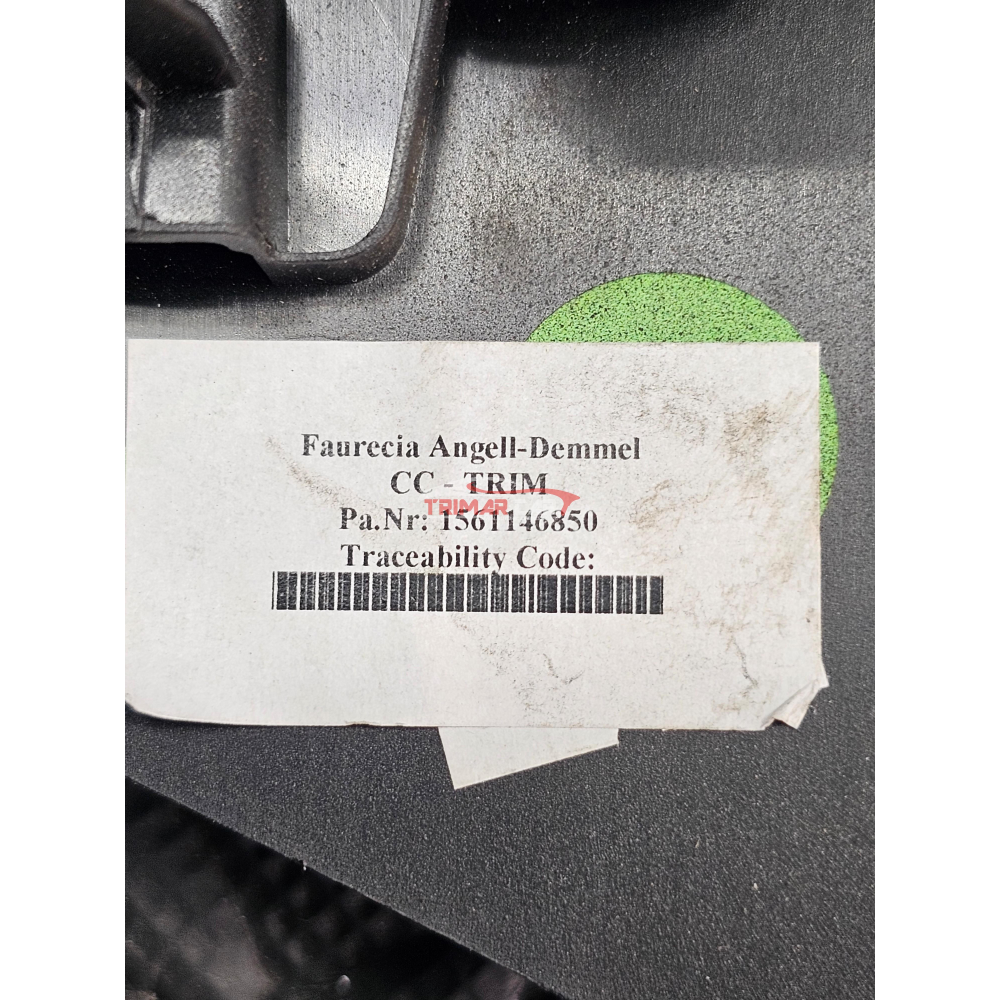 Faurecia Angell-Demmel
CC - TRIM
TRIMAR
Pa.Nr: 1561146850
Traceability Code: